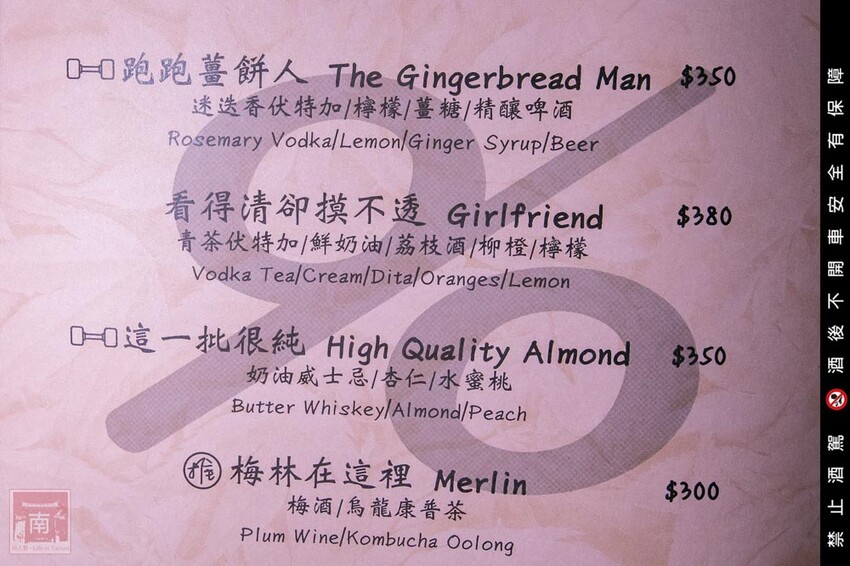 跑跑薑餅人 The Gingerbread Man $350
迷迭香伏特加/檸檬/薑糖/精釀啤酒
Rosemary Vodka/Lemon/Ginger Syrup/Beer
看得清卻摸不透 Girlfriend $380
青茶伏特加/鮮奶油/荔枝酒/柳橙/檸檬
Vodka Tea/Cream/Dita/Oranges/Lemon
這一批很純 High Quality Almond $350
奶油威士忌/杏仁/水蜜桃
Butter Whiskey/Almond/Peach
推 梅林在這裡 Merlin $300
梅酒/烏龍康普茶
Plum Wine/Kombucha Oolong
%
禁止酒駕 酒後不開車安全有保障
南